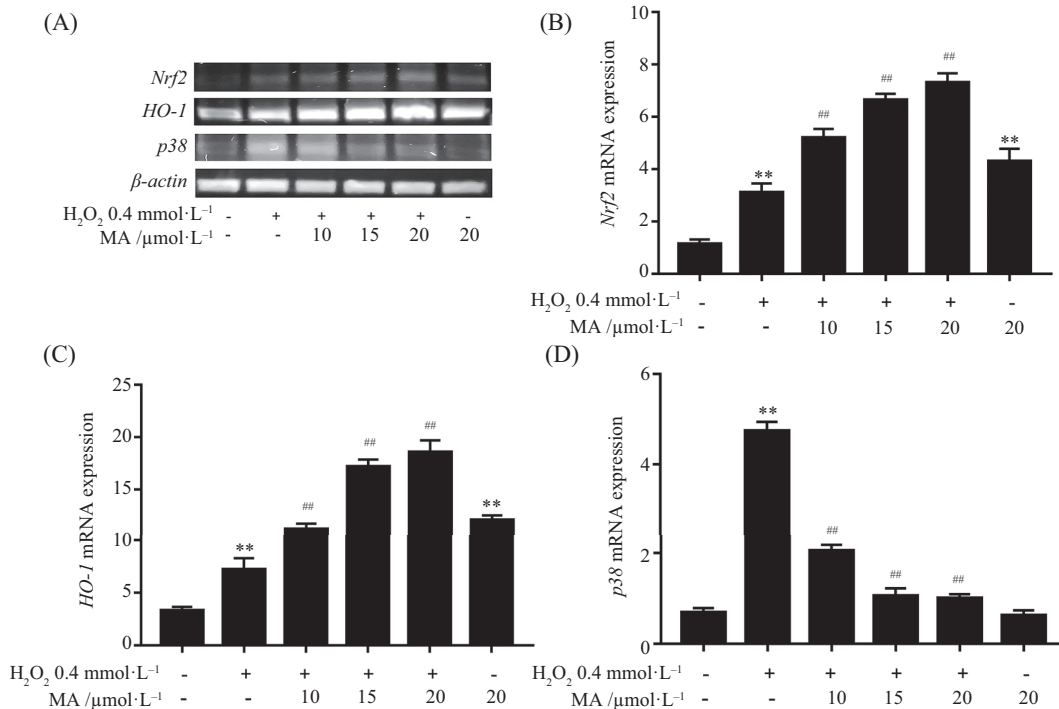 (A)
Nrf2
HO-1
p38
β-actin
H₂O₂ 0.4 mmol·L⁻¹ - + + + + -
MA /μmol·L⁻¹ - - 10 15 20 20
(B)
Nrf2 mRNA expression
10
8
6
4
2
0
**
##
##
##
**
H₂O₂ 0.4 mmol·L⁻¹ - + + + + -
MA /μmol·L⁻¹ - - 10 15 20 20
(C)
HO-1 mRNA expression
25
20
15
10
5
0
**
##
##
##
**
H₂O₂ 0.4 mmol·L⁻¹ - + + + + -
MA /μmol·L⁻¹ - - 10 15 20 20
(D)
p38 mRNA expression
6
4
2
0
**
##
##
##
H₂O₂ 0.4 mmol·L⁻¹ - + + + + -
MA /μmol·L⁻¹ - - 10 15 20 20